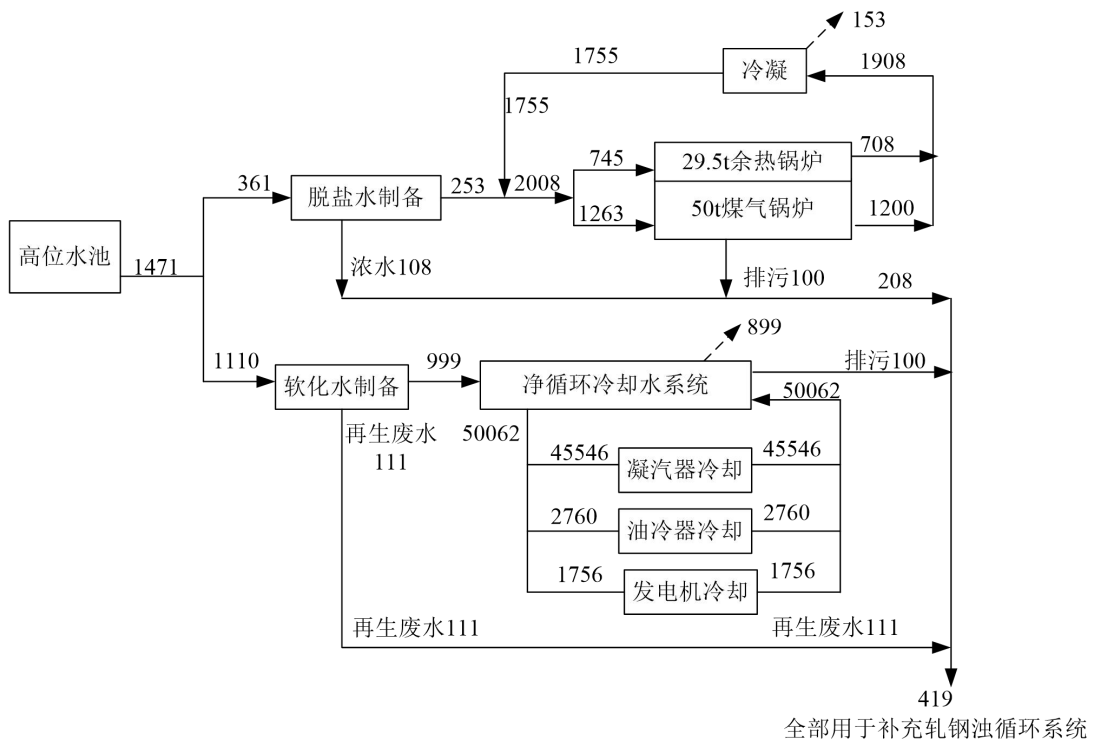 153
1755
冷凝
1908
1755
708
745
29.5t余热锅炉
361
脱盐水制备
253
2008
1263
50t煤气锅炉
1200
高位水池
1471
浓水108
排污100
208
899
1110
软化水制备
999
净循环冷却水系统
排污100
50062
再生废水
111
50062
45546
凝汽器冷却
45546
2760
油冷器冷却
2760
1756
发电机冷却
1756
再生废水111
再生废水111
419
全部用于补充轧钢浊循环系统